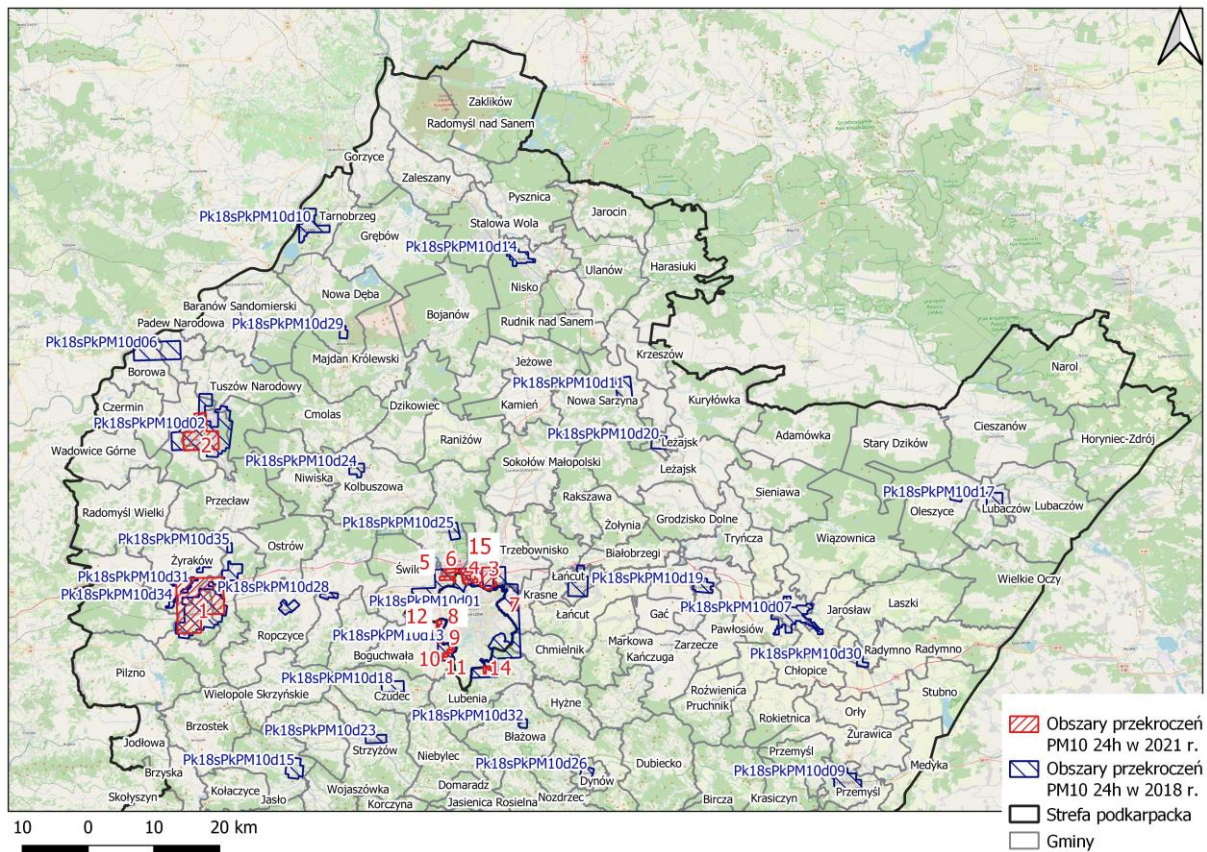 Zaklików
Radomyśl nad Sanem
Gorzyce
Zaleszany
Pysznica
Jarocin
Pk18sPkPM10d10
Tarnobrzeg
Stalowa Wola
Grębów
Pk18sPkPM10d14
Ulanów
Harasiuki
Nisko
Nowa Dęba
Baranów Sandomierski
Bojanów
Padew Narodowa
Pk18sPkPM10d29
Rudnik nad Sanem
Pk18sPkPM10d06
Majdan Królewski
Krzeszów
Borowa
Jeżowe
Narol
Tuszów Narodowy
Pk18sPkPM10d11
Czermin
Cmolas
Dzikowiec
Kamień
Nowa Sarzyna
Kuryłówka
Pk18sPkPM10d02
Cieszanów
2
Raniżów
Pk18sPkPM10d20
Leżajsk
Adamówka
Stary Dzików
Horyniec-Zdrój
Wadowice Górne
Pk18sPkPM10d24
Sokołów Małopolski
Leżajsk
Niwiska
Kolbuszowa
Sieniawa
Pk18sPkPM10d17
Przecław
Rakszawa
Oleszyce
Lubaczów
Lubaczów
Radomyśl Wielki
Pk18sPkPM10d25
Żołynia
Grodzisko Dolne
Wiązownica
Pk18sPkPM10d35
Ostrów
15
Trzebownisko
Białobrzegi
Tryńcza
Żyraków
5
6
4
3
Świl
Łańcut
Wielkie Oczy
Pk18sPkPM10d31
Pk18sPkPM10d28
Krasne
Pk18sPkPM10d19
Pk18sPkPM10d34
Pk18sPkPM10d01
1
7
Łańcut
Gać
Pk18sPkPM10d07
Jarosław
Laszki
12
8
Pawłosiów
Ropczyce
PM10d13
9
Chmielnik
Markowa
Zarzecze
Radymno
Radymno
Boguchwała
Pk18sPkPM10d30
Pilzno
10
11
14
Kańczuga
Chłopice
Wielopole Skrzyńskie
Pk18sPkPM10d18
Czudec
Lubenia
Hyżne
Roźwienica
Pruchnik
Stubno
Brzostek
Pk18sPkPM10d32
Orły
Pk18sPkPM10d23
Błażowa
Rokietnica
Żurawica
Jodłowa
Strzyżów
Niebylec
Pk18sPkPM10d15
Pk18sPkPM10d26
Dubiecko
Przemyśl
Medyka
Brzyska
Wojaszówka
Domaradz
Dynów
Pk18sPkPM10d09
Kołaczyce
Skołyszyn
Jasło
Korczyna
Jasienica Rosielna
Nozdrzec
Bircza
Krasiczyn
Przemyśl
Obszary przekroczeń
PM10 24h w 2021 r.
Obszary przekroczeń
PM10 24h w 2018 r.
Strefa podkarpacka
Gminy
10 0 10 20 km